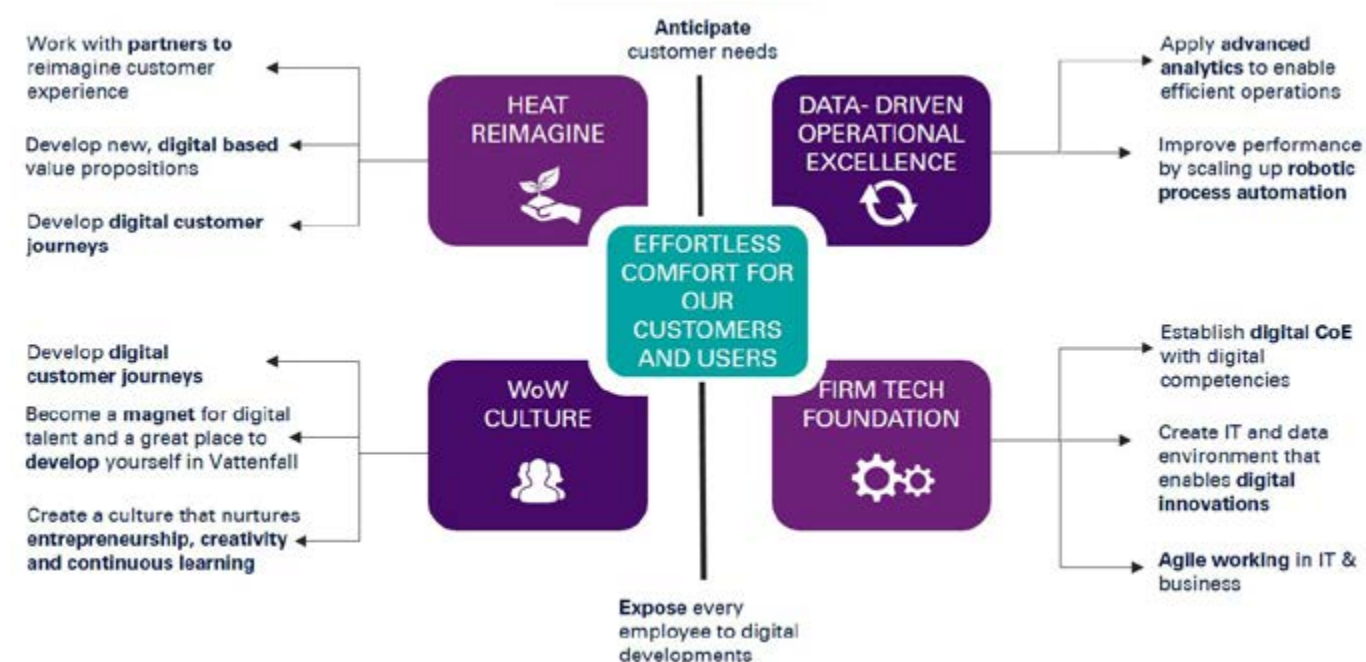 Anticipate
customer needs
Work with partners to
reimagine customer
experience
Develop new, digital based
value propositions
Develop digital customer
journeys
HEAT
REIMAGINE
DATA- DRIVEN
OPERATIONAL
EXCELLENCE
Apply advanced
analytics to enable
efficient operations
Improve performance
by scaling up robotic
process automation
EFFORTLESS
COMFORT FOR
OUR
CUSTOMERS
AND USERS
Develop digital
customer journeys
Become a magnet for digital
talent and a great place to
develop yourself in Vattenfall
Create a culture that nurtures
entrepreneurship, creativity
and continuous learning
WoW
CULTURE
FIRM TECH
FOUNDATION
Establish digital CoE
with digital
competencies
Create IT and data
environment that
enables digital
innovations
Agile working in IT &
business
Expose every
employee to digital
developments